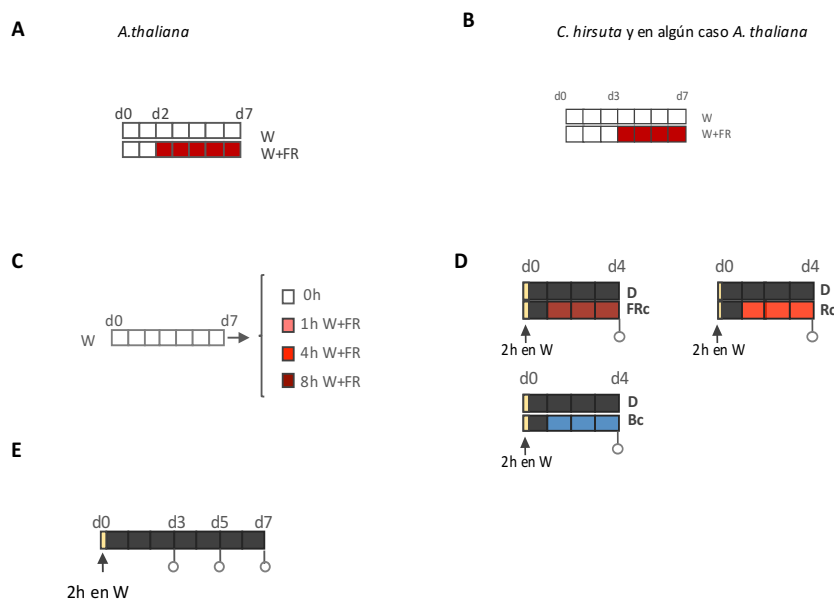 A
A.thaliana
d0 d2 d7
W
W+FR
B
C. hirsuta y en algún caso A. thaliana
d0 d3 d7
W
W+FR
C
W
d0 d7
0h
1h W+FR
4h W+FR
8h W+FR
D
d0 d4
D
FRc
2h en W
d0 d4
D
Rc
2h en W
d0 d4
D
Bc
2h en W
E
d0 d3 d5 d7
2h en W